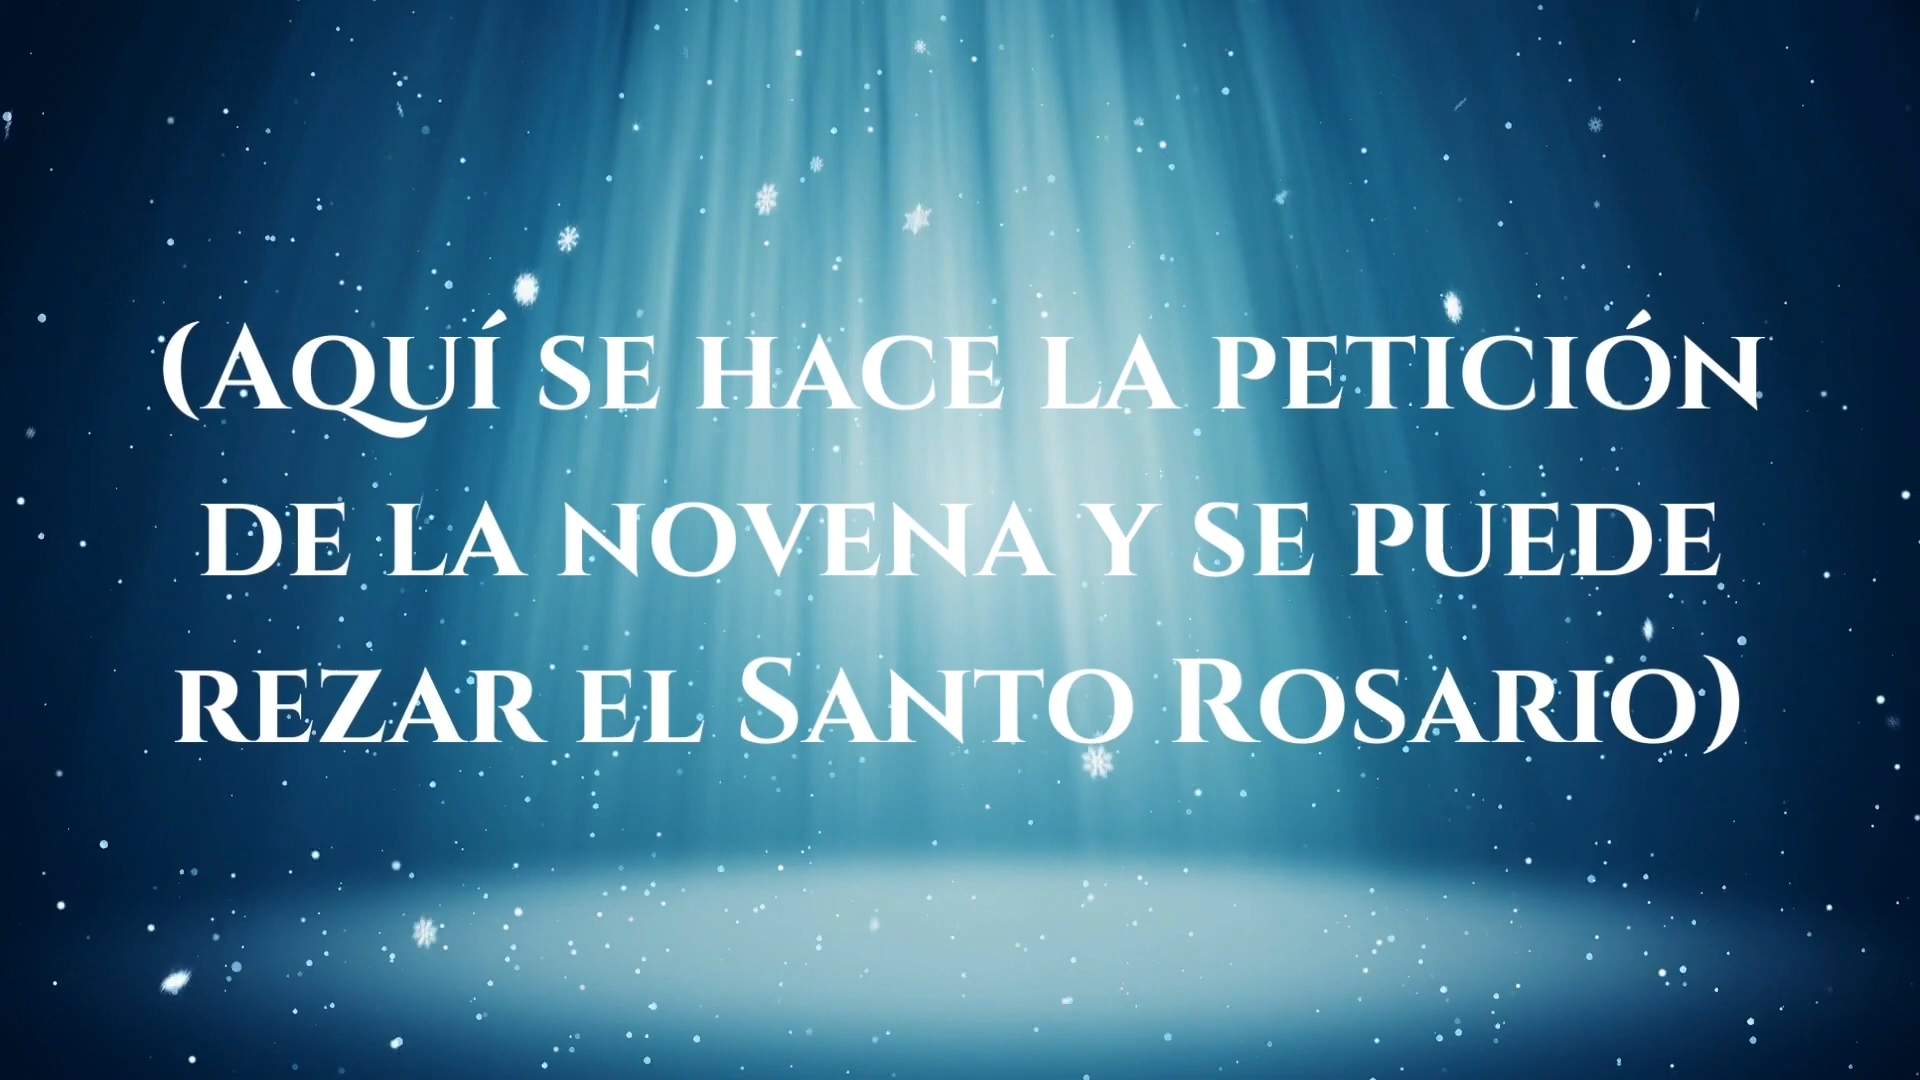 (Aquí se hace la petición
de la novena y se puede
rezar el Santo Rosario)